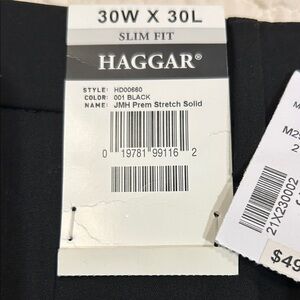 30W X 30L
SLIM FIT
HAGGAR®
STYLE: HD00660
COLOR: 001 BLACK
NAME: JMH Prem Stretch Solid
0 19781 99116 2
21X230002
$49